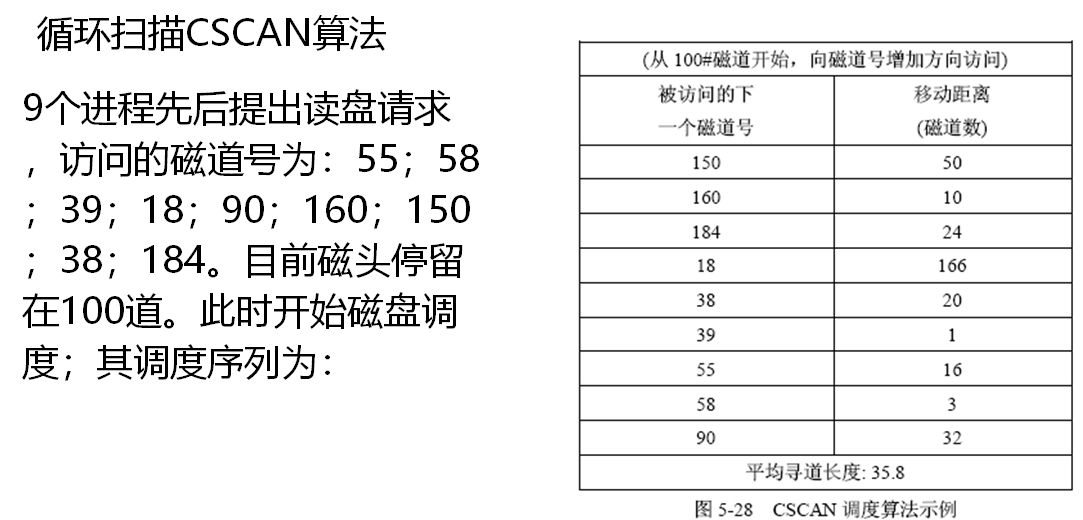 循环扫描CSCAN算法
9个进程先后提出读盘请求
，访问的磁道号为：55；58
；39；18；90；160；150
；38；184。目前磁头停留
在100道。此时开始磁盘调
度；其调度序列为：
(从 100#磁道开始，向磁道号增加方向访问)
被访问的下
一个磁道号
移动距离
(磁道数)
150 50
160 10
184 24
18 166
38 20
39 1
55 16
58 3
90 32
平均寻道长度: 35.8
图 5-28 CSCAN 调度算法示例